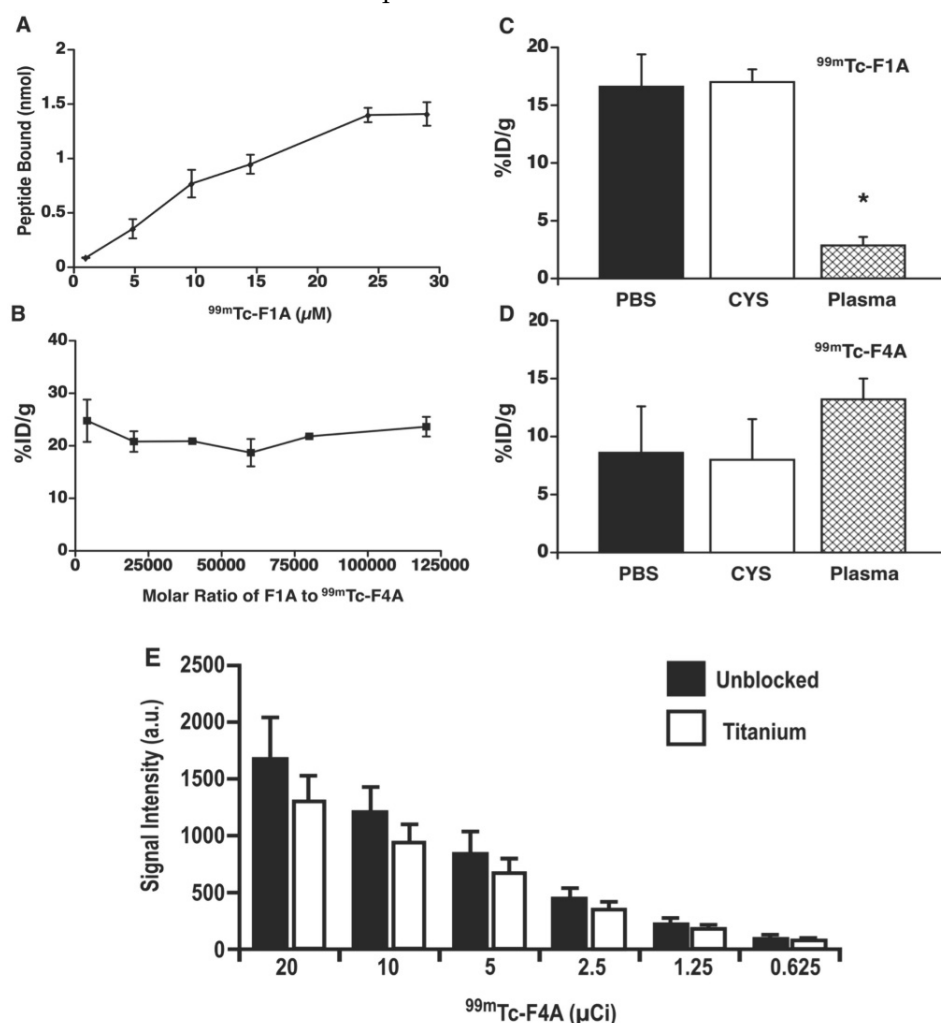 A
Peptide Bound (nmol)
2
1.5
1
0.5
0
0 5 10 15 20 25 30
99mTc-F1A (µM)
B
%ID/g
40
30
20
10
0
0 25000 50000 75000 100000 125000
Molar Ratio of F1A to 99mTc-F4A
C
99mTc-F1A
%ID/g
20
15
10
5
0
*
PBS CYS Plasma
D
99mTc-F4A
%ID/g
20
15
10
5
0
PBS CYS Plasma
E
Signal Intensity (a.u.)
2500
2000
1500
1000
500
0
Unblocked
Titanium
20 10 5 2.5 1.25 0.625
99mTc-F4A (µCi)